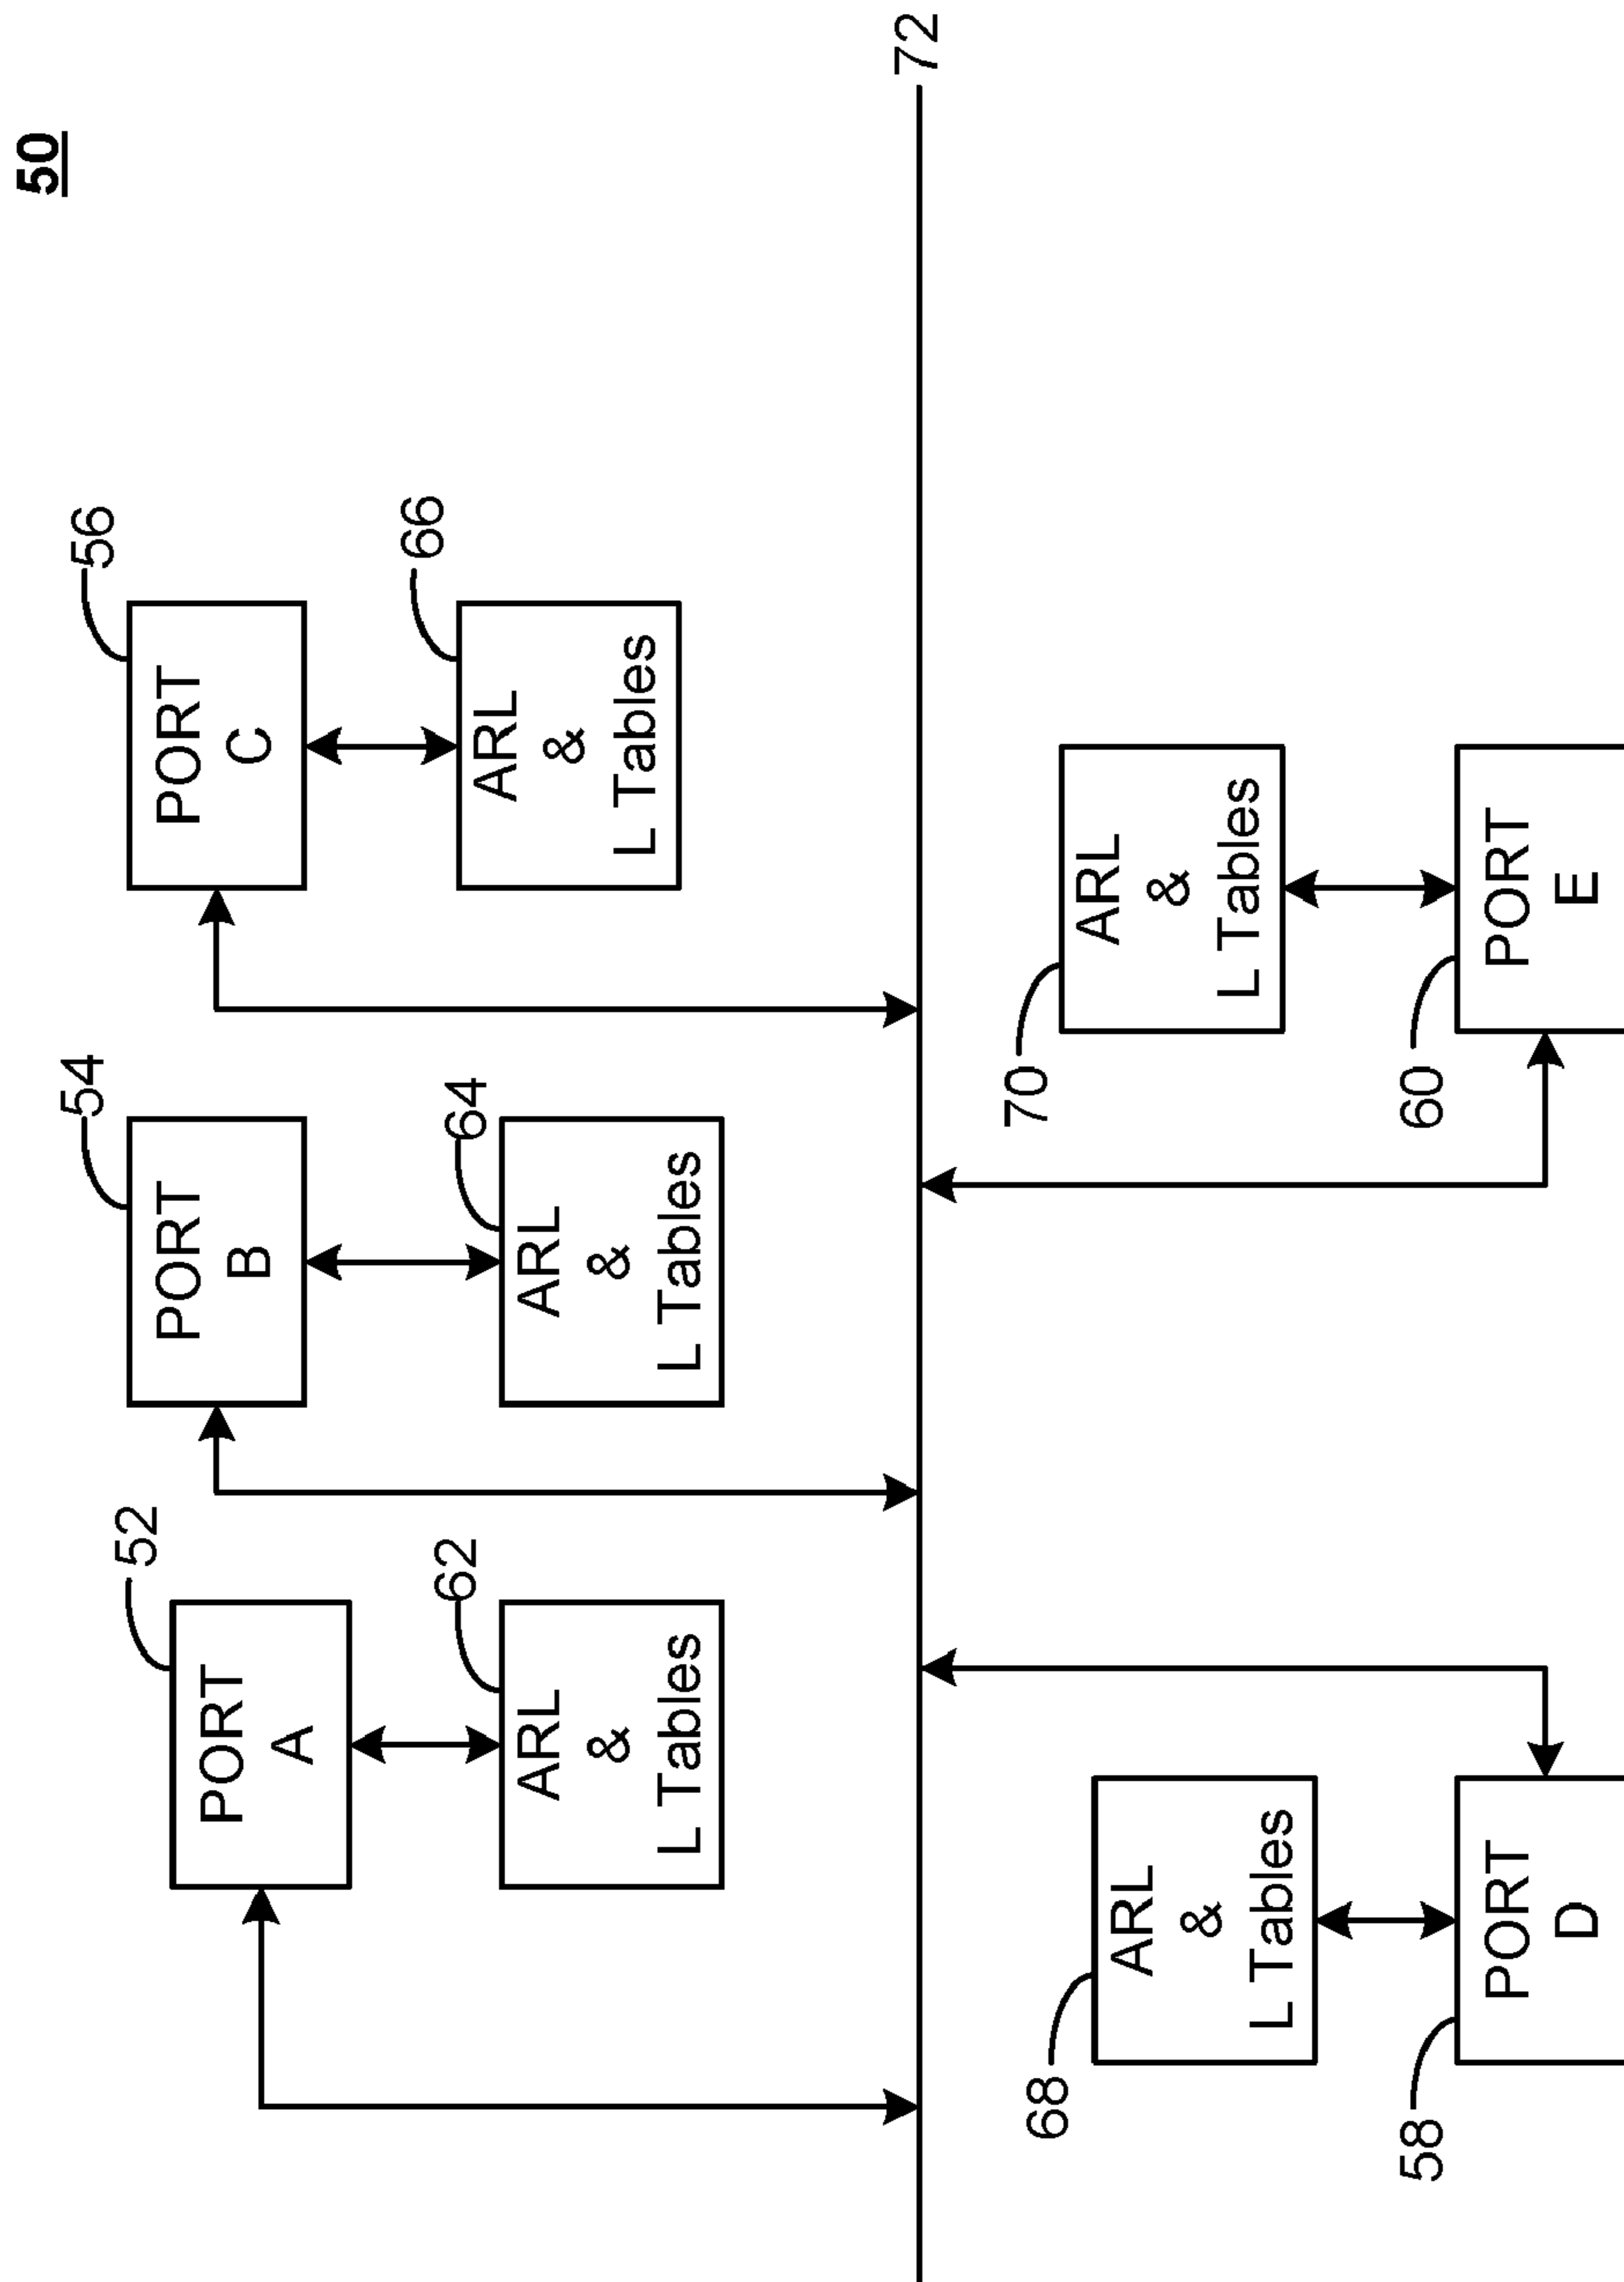 50
52
PORT
A
62
ARL
&
L Tables
54
PORT
B
64
ARL
&
L Tables
56
PORT
C
66
ARL
&
L Tables
72
68
ARL
&
L Tables
58
PORT
D
70
ARL
&
L Tables
60
PORT
E